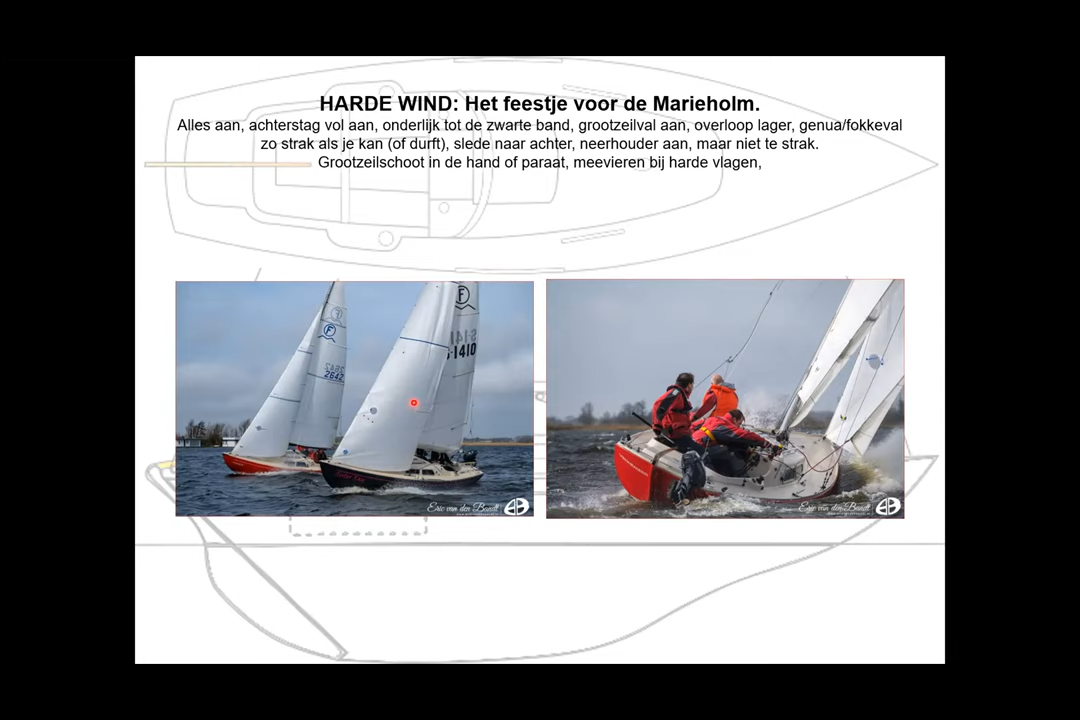 HARDE WIND: Het feestje voor de Marieholm.
Alles aan, achterstag vol aan, onderlijk tot de zwarte band, grootzeilval aan, overloop lager, genua/fokkeval
zo strak als je kan (of durft), slede naar achter, neerhouder aan, maar niet te strak.
Grootzeilschoot in de hand of paraat, meevieren bij harde vlagen,
F
F
2642
F
1410
Eric van den Bandt
Eric van den Bandt